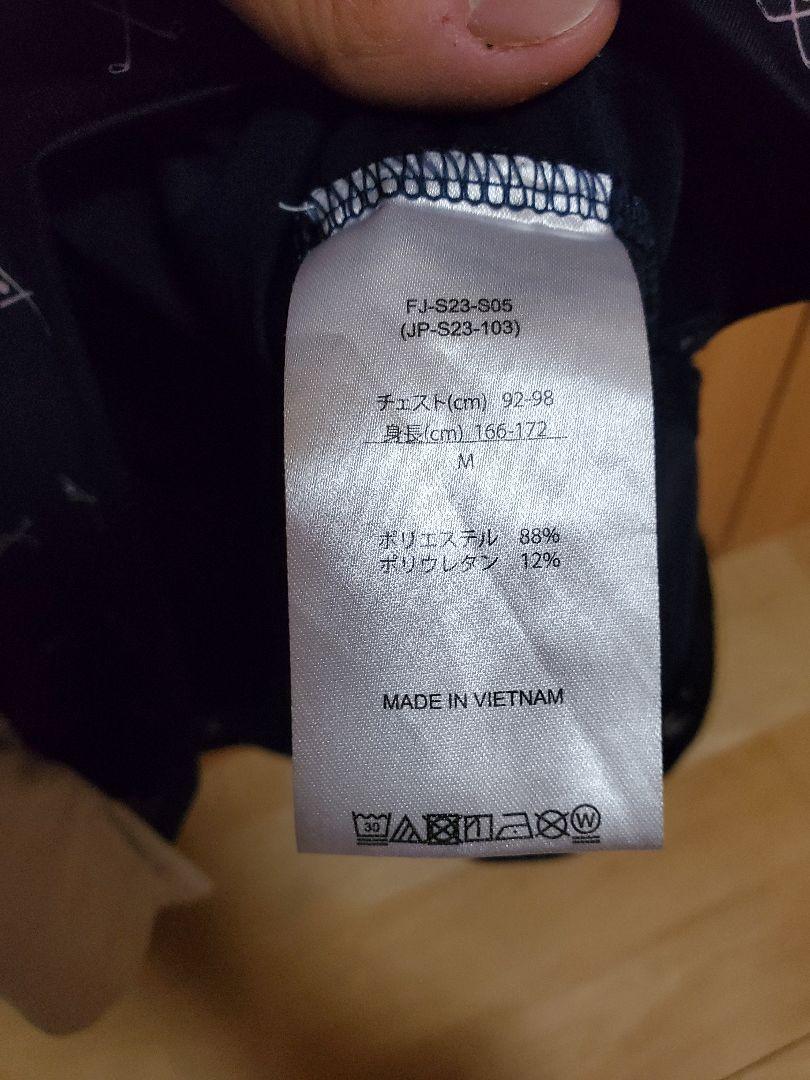 FJ-S23-S05
(JP-S23-103)
チェスト(cm) 92-98
身長(cm) 166-172
M
ポリエステル 88%
ポリウレタン 12%
MADE IN VIETNAM
30 W